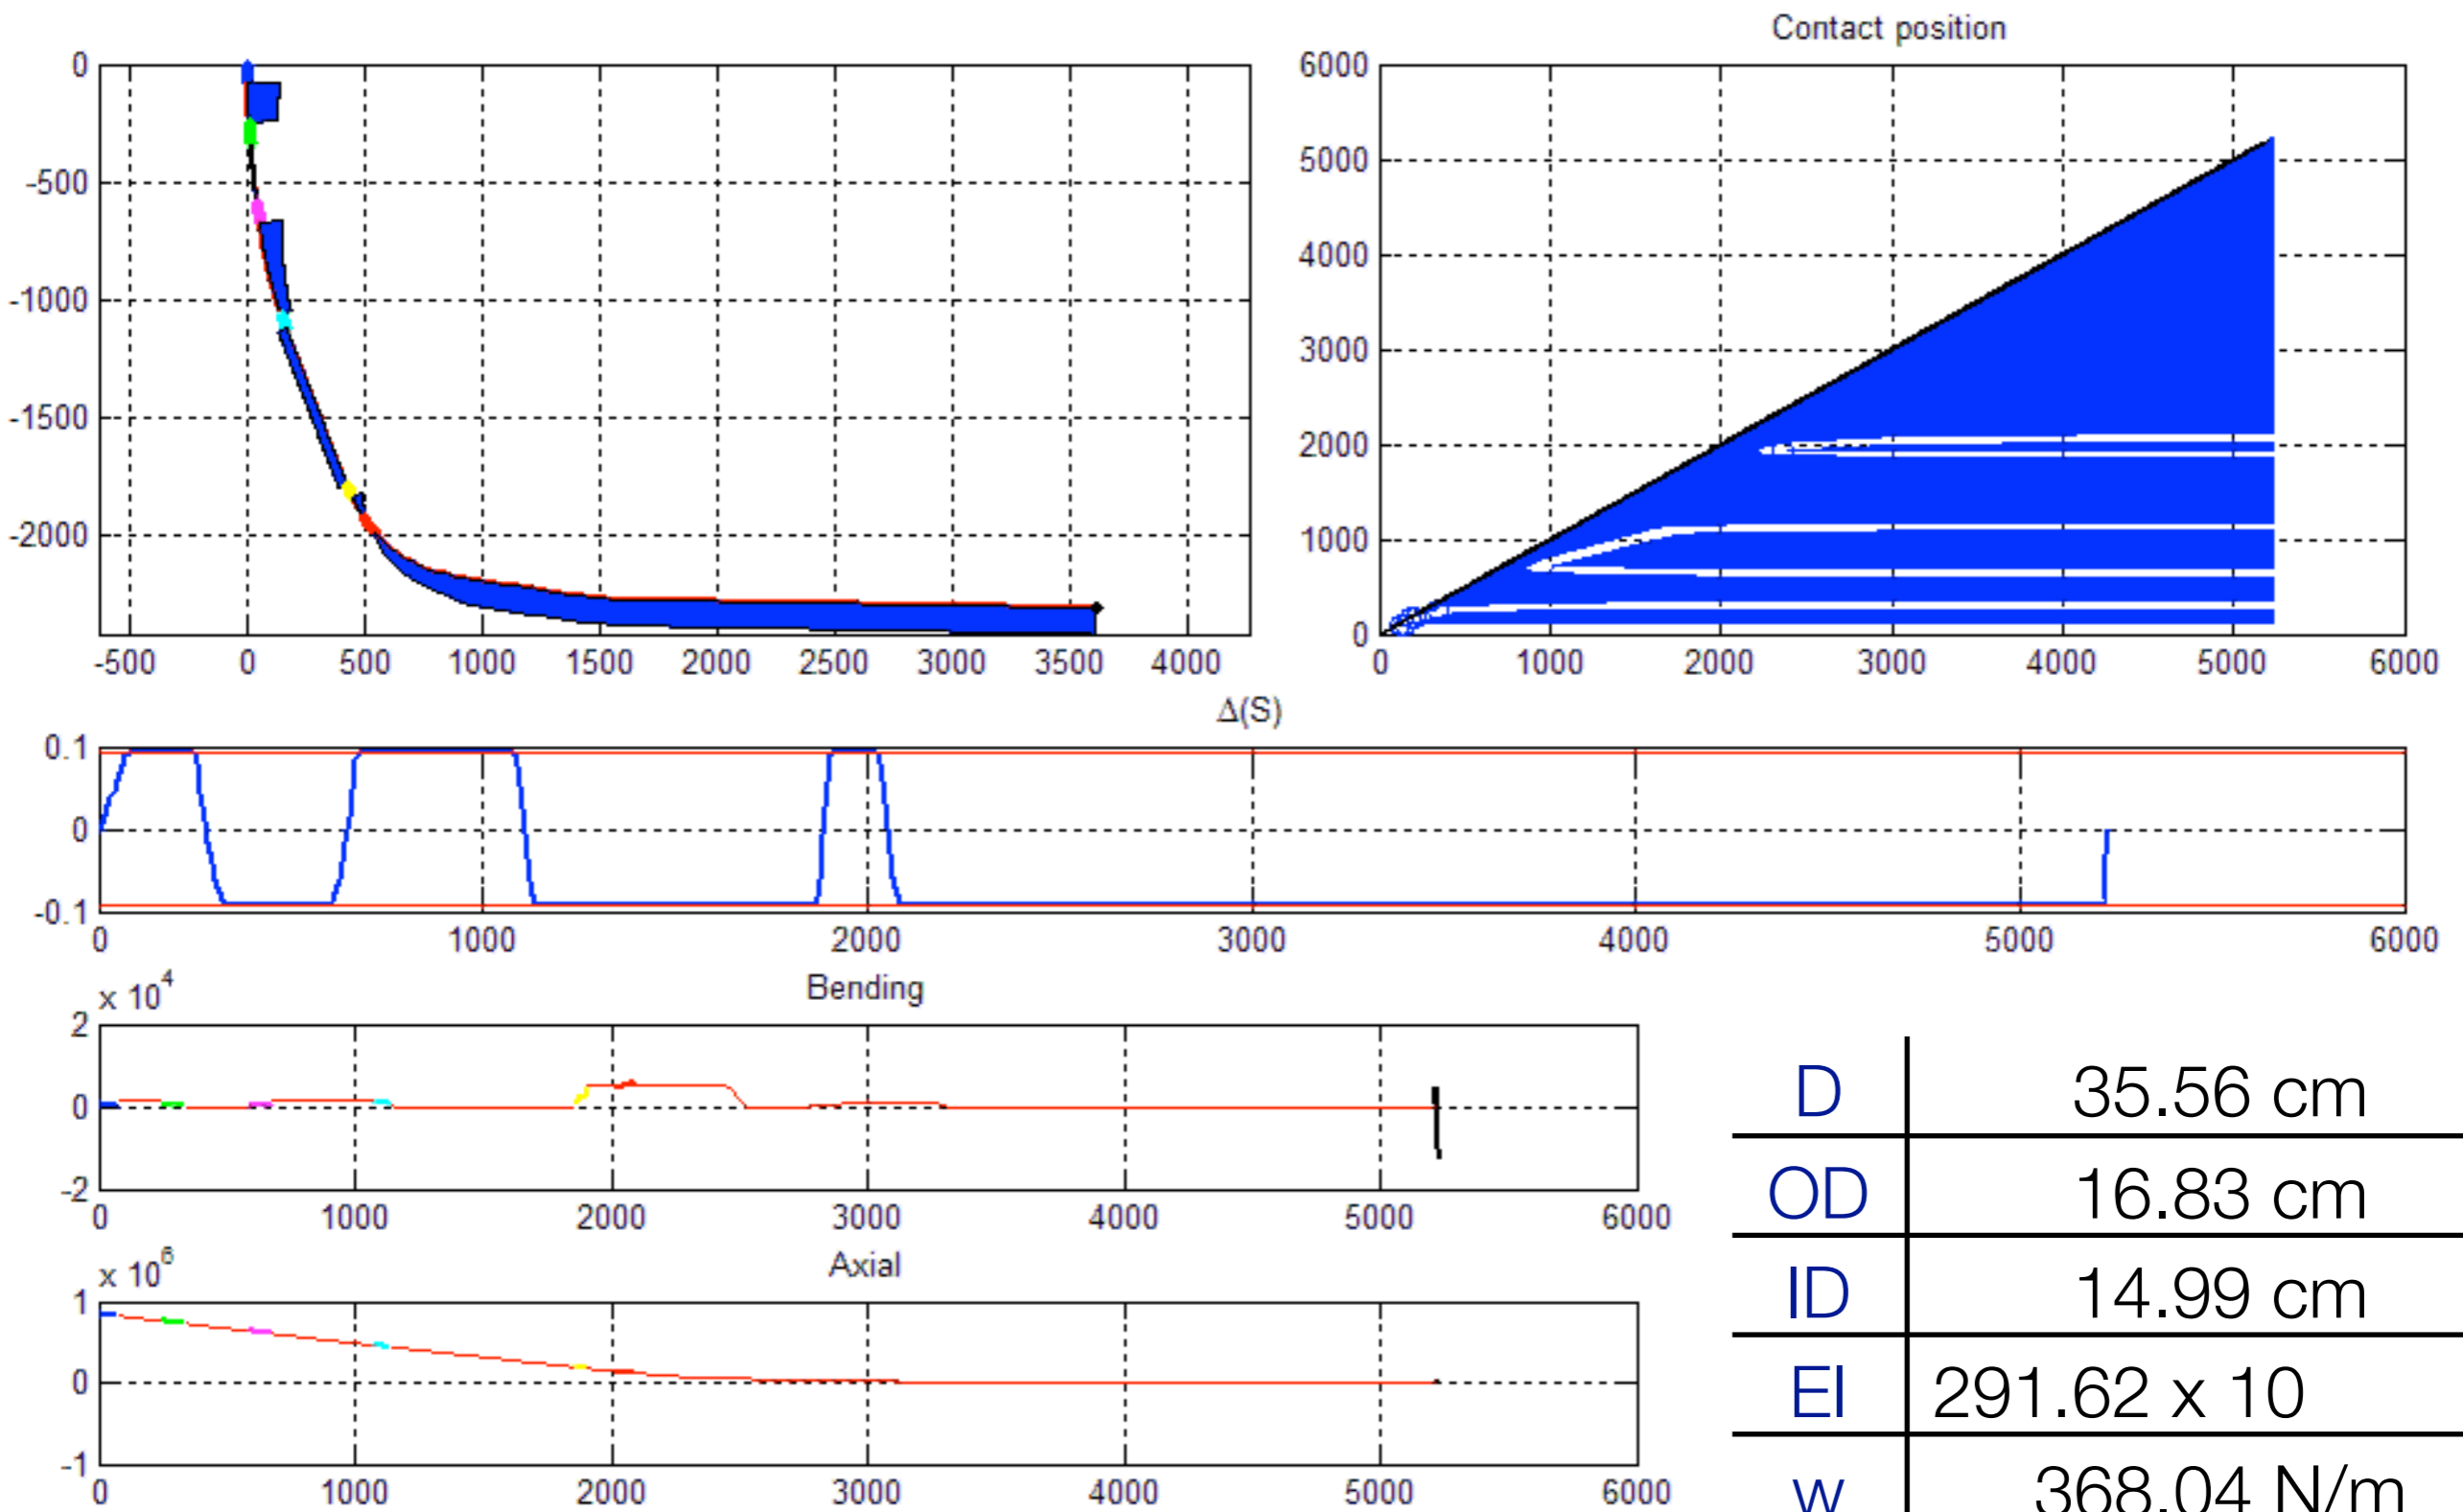 Contact position
0
-500
-1000
-1500
-2000
-500 0 500 1000 1500 2000 2500 3000 3500 4000
6000
5000
4000
3000
2000
1000
0
0 1000 2000 3000 4000 5000 6000
Δ(S)
0.1
0
-0.1
0 1000 2000 3000 4000 5000 6000
Bending
x 10^4
2
0
-2
0 1000 2000 3000 4000 5000 6000
Axial
x 10^6
1
0
-1
0 1000 2000 3000 4000 5000 6000
D 35.56 cm
OD 16.83 cm
ID 14.99 cm
EI 291.62 x 10
w 368.04 N/m